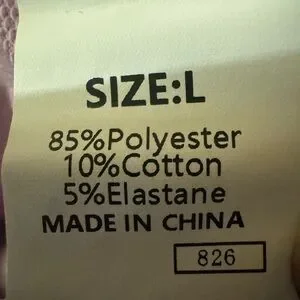 SIZE:L
85%Polyester
10%Cotton
5%Elastane
MADE IN CHINA
826